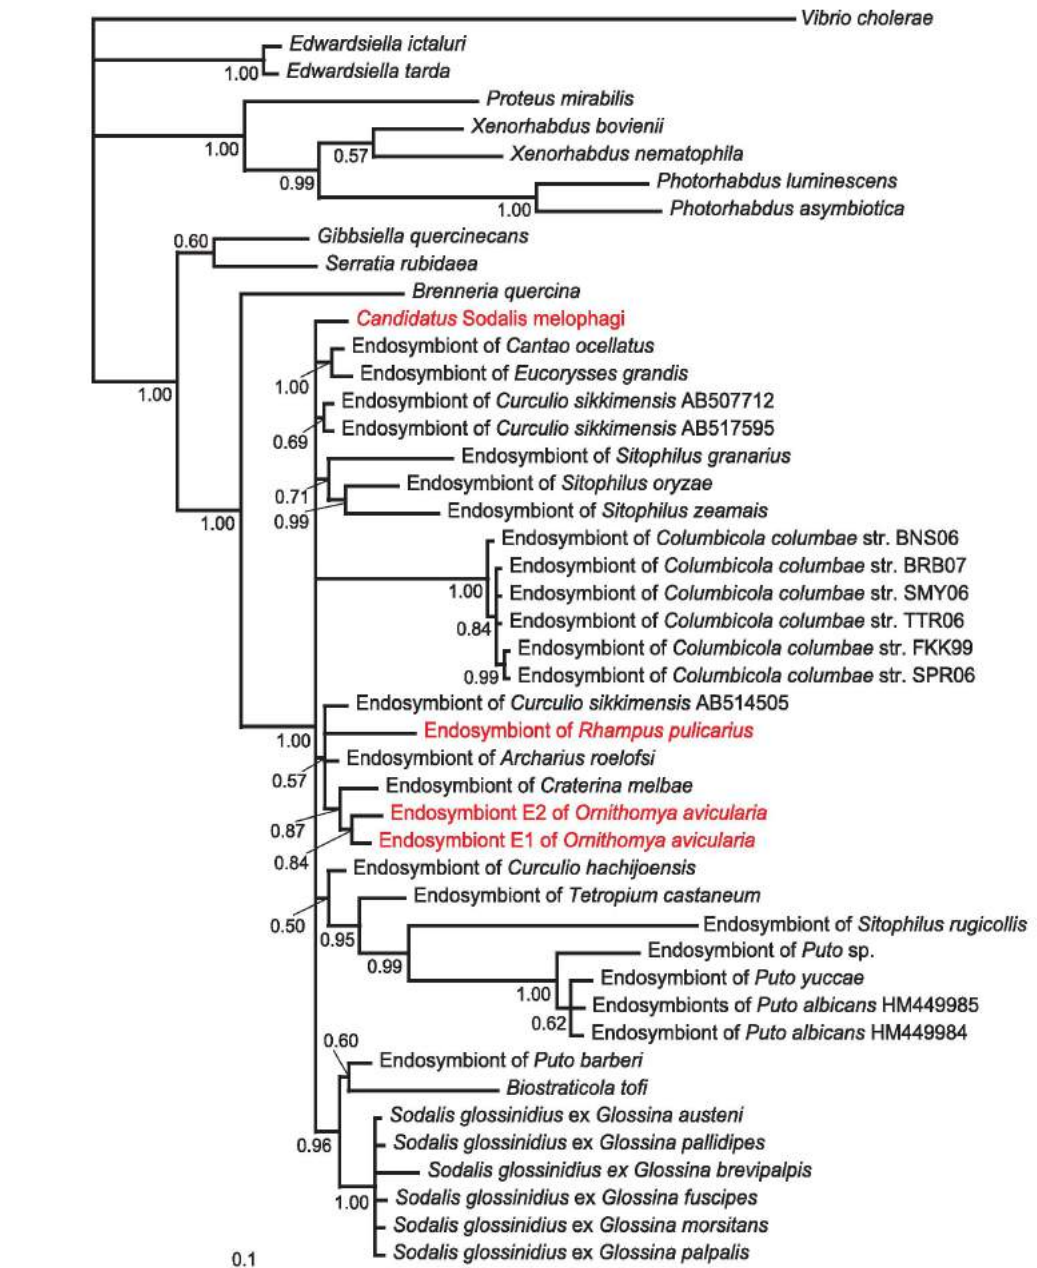 Vibrio cholerae
Edwardsiella ictaluri
1.00 Edwardsiella tarda
Proteus mirabilis
Xenorhabdus bovienii
1.00
0.57 Xenorhabdus nematophila
0.99 Photorhabdus luminescens
1.00 Photorhabdus asymbiotica
0.60 Gibbsiella quercinecans
Serratia rubidaea
Brenneria quercina
Candidatus Sodalis melophagi
Endosymbiont of Cantao ocellatus
1.00 Endosymbiont of Eucorysses grandis
1.00
Endosymbiont of Curculio sikkimensis AB507712
0.69 Endosymbiont of Curculio sikkimensis AB517595
Endosymbiont of Sitophilus granarius
0.71 Endosymbiont of Sitophilus oryzae
0.99 Endosymbiont of Sitophilus zeamais
1.00
Endosymbiont of Columbicola columbae str. BNS06
Endosymbiont of Columbicola columbae str. BRB07
1.00 Endosymbiont of Columbicola columbae str. SMY06
0.84 Endosymbiont of Columbicola columbae str. TTR06
Endosymbiont of Columbicola columbae str. FKK99
0.99 Endosymbiont of Columbicola columbae str. SPR06
Endosymbiont of Curculio sikkimensis AB514505
1.00 Endosymbiont of Rhampus pulicarius
Endosymbiont of Archarius roelofsi
0.57 Endosymbiont of Craterina melbae
Endosymbiont E2 of Ornithomya avicularia
0.87
Endosymbiont E1 of Ornithomya avicularia
0.84 Endosymbiont of Curculio hachijoensis
Endosymbiont of Tetropium castaneum
0.50 Endosymbiont of Sitophilus rugicollis
0.95
Endosymbiont of Puto sp.
0.99
Endosymbiont of Puto yuccae
1.00 Endosymbionts of Puto albicans HM449985
0.62 Endosymbiont of Puto albicans HM449984
0.60
Endosymbiont of Puto barberi
Biostraticola tofi
Sodalis glossinidius ex Glossina austeni
0.96 Sodalis glossinidius ex Glossina pallidipes
Sodalis glossinidius ex Glossina brevipalpis
1.00 Sodalis glossinidius ex Glossina fuscipes
Sodalis glossinidius ex Glossina morsitans
Sodalis glossinidius ex Glossina palpalis
0.1